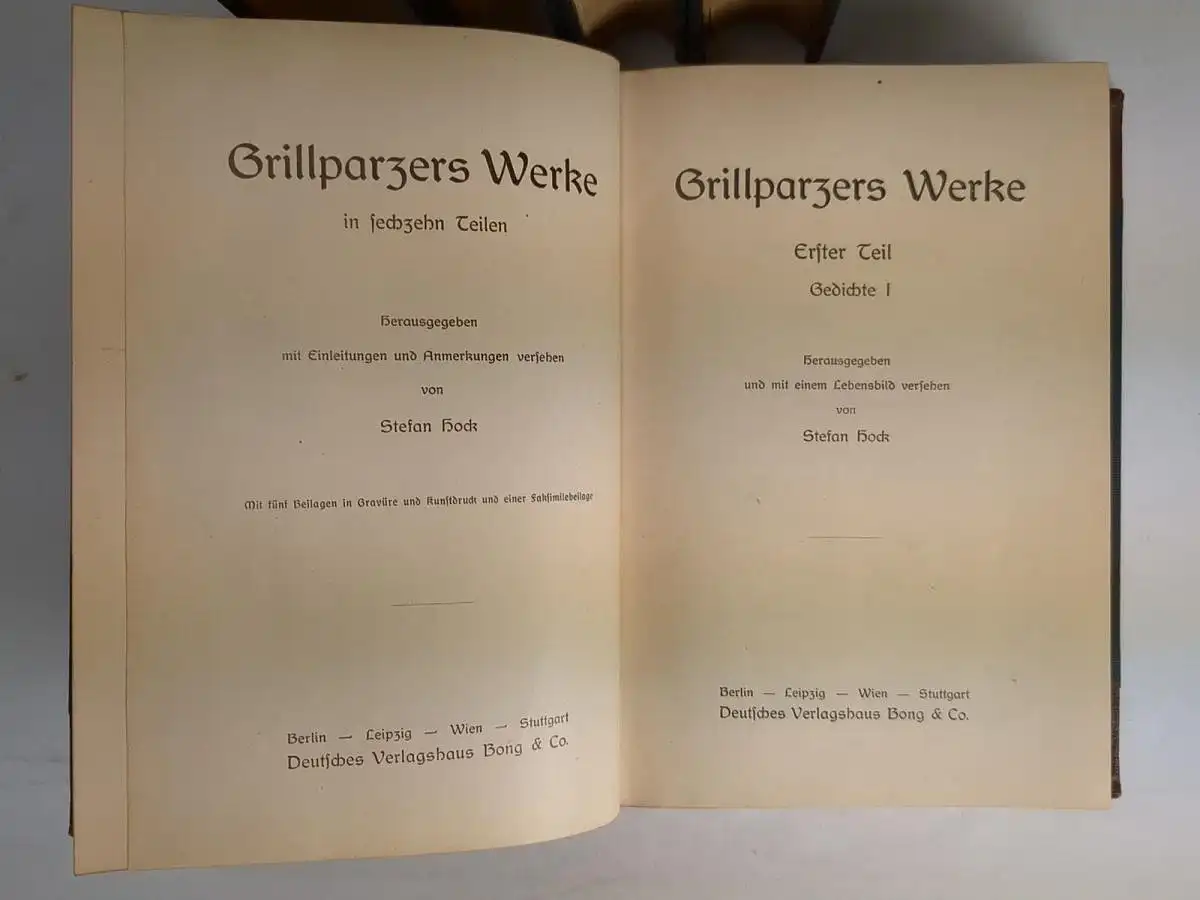 Grillparzers Werke
in ſechzehn Teilen
Herausgegeben
mit Einleitungen und Anmerkungen verſehen
von
Stefan Hock
Mit fünf Beilagen in Gravüre und Kunſtdruck und einer Fakſimilebeilage
Berlin — Leipzig — Wien — Stuttgart
Deutſches Verlagshaus Bong & Co.
Grillparzers Werke
Erſter Teil
Gedichte I
Herausgegeben
und mit einem Lebensbild verſehen
von
Stefan Hock
Berlin — Leipzig — Wien — Stuttgart
Deutſches Verlagshaus Bong & Co.